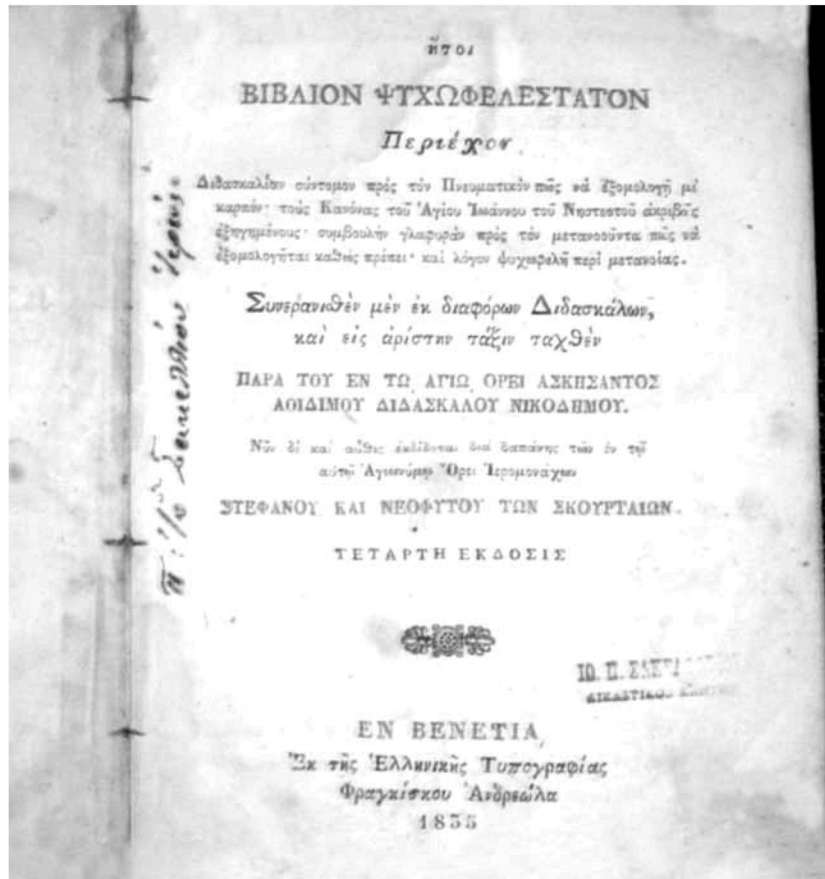 ἤτοι
ΒΙΒΛΙΟΝ ΨΥΧΩΦΕΛΕΣΤΑΤΟΝ
Περιέχον
Διδασκαλίαν σύντομον πρὸς τὸν Πνευματικὸν πῶς νὰ ἐξομολογῇ μὲ
καρπόν· τοὺς Κανόνας τοῦ Ἁγίου Ἰωάννου τοῦ Νηστευτοῦ ἀκριβῶς
ἐξηγημένους· συμβουλὴν γλαφυρὰν πρὸς τὸν μετανοοῦντα πῶς νὰ
ἐξομολογῆται καθὼς πρέπει· καὶ λόγον ψυχωφελῆ περὶ μετανοίας.
Συνερανισθὲν μὲν ἐκ διαφόρων Διδασκάλων,
καὶ εἰς ἀρίστην τάξιν ταχθὲν
ΠΑΡΑ ΤΟΥ ΕΝ ΤΩ ΑΓΙΩ ΟΡΕΙ ΑΣΚΗΣΑΝΤΟΣ
ΑΟΙΔΙΜΟΥ ΔΙΔΑΣΚΑΛΟΥ ΝΙΚΟΔΗΜΟΥ.
Νῦν δὲ καὶ αὖθις ἐκδίδοται διὰ δαπάνης τῶν ἐν τῷ
αὐτῷ Ἁγιωνύμῳ Ὄρει Ἱερομονάχων
ΣΤΕΦΑΝΟΥ ΚΑΙ ΝΕΟΦΥΤΟΥ ΤΩΝ ΣΚΟΥΡΤΑΙΩΝ.
ΤΕΤΑΡΤΗ ΕΚΔΟΣΙΣ
ΙΩ. Π.
ΕΝ ΒΕΝΕΤΙΑ,
Ἐκ τῆς Ἑλληνικῆς Τυπογραφίας
Φραγκίσκου Ἀνδρεώλα
1835